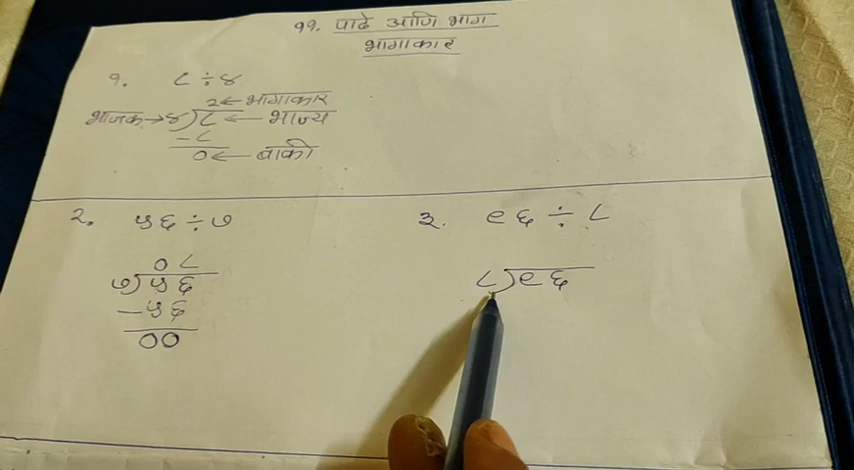 ११. पाढे आणि भाग
भागाकार
१. ८ ÷ ४
२ ← भागाकार
भाजक → ४) ८ ← भाज्य
- ८
० ← बाकी
२. ५६ ÷ ७
०८
७) ५६
- ५६
००
३. ९६ ÷ ८
८) ९६